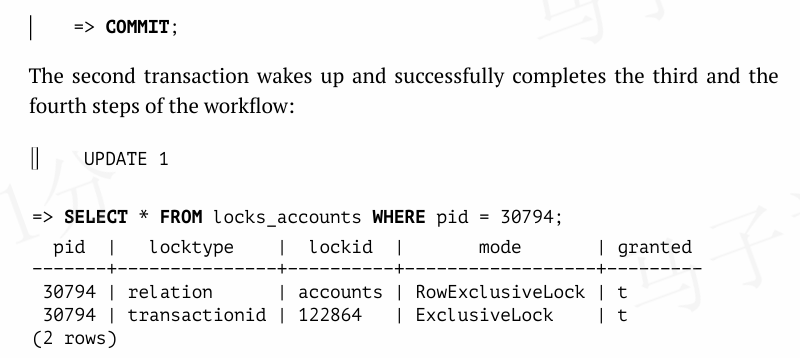 => COMMIT;
The second transaction wakes up and successfully completes the third and the
fourth steps of the workflow:
UPDATE 1
=> SELECT * FROM locks_accounts WHERE pid = 30794;
  pid  |   locktype    |  lockid  |       mode       | granted
-------+---------------+----------+------------------+---------
 30794 | relation      | accounts | RowExclusiveLock | t
 30794 | transactionid | 122864   | ExclusiveLock    | t
(2 rows)